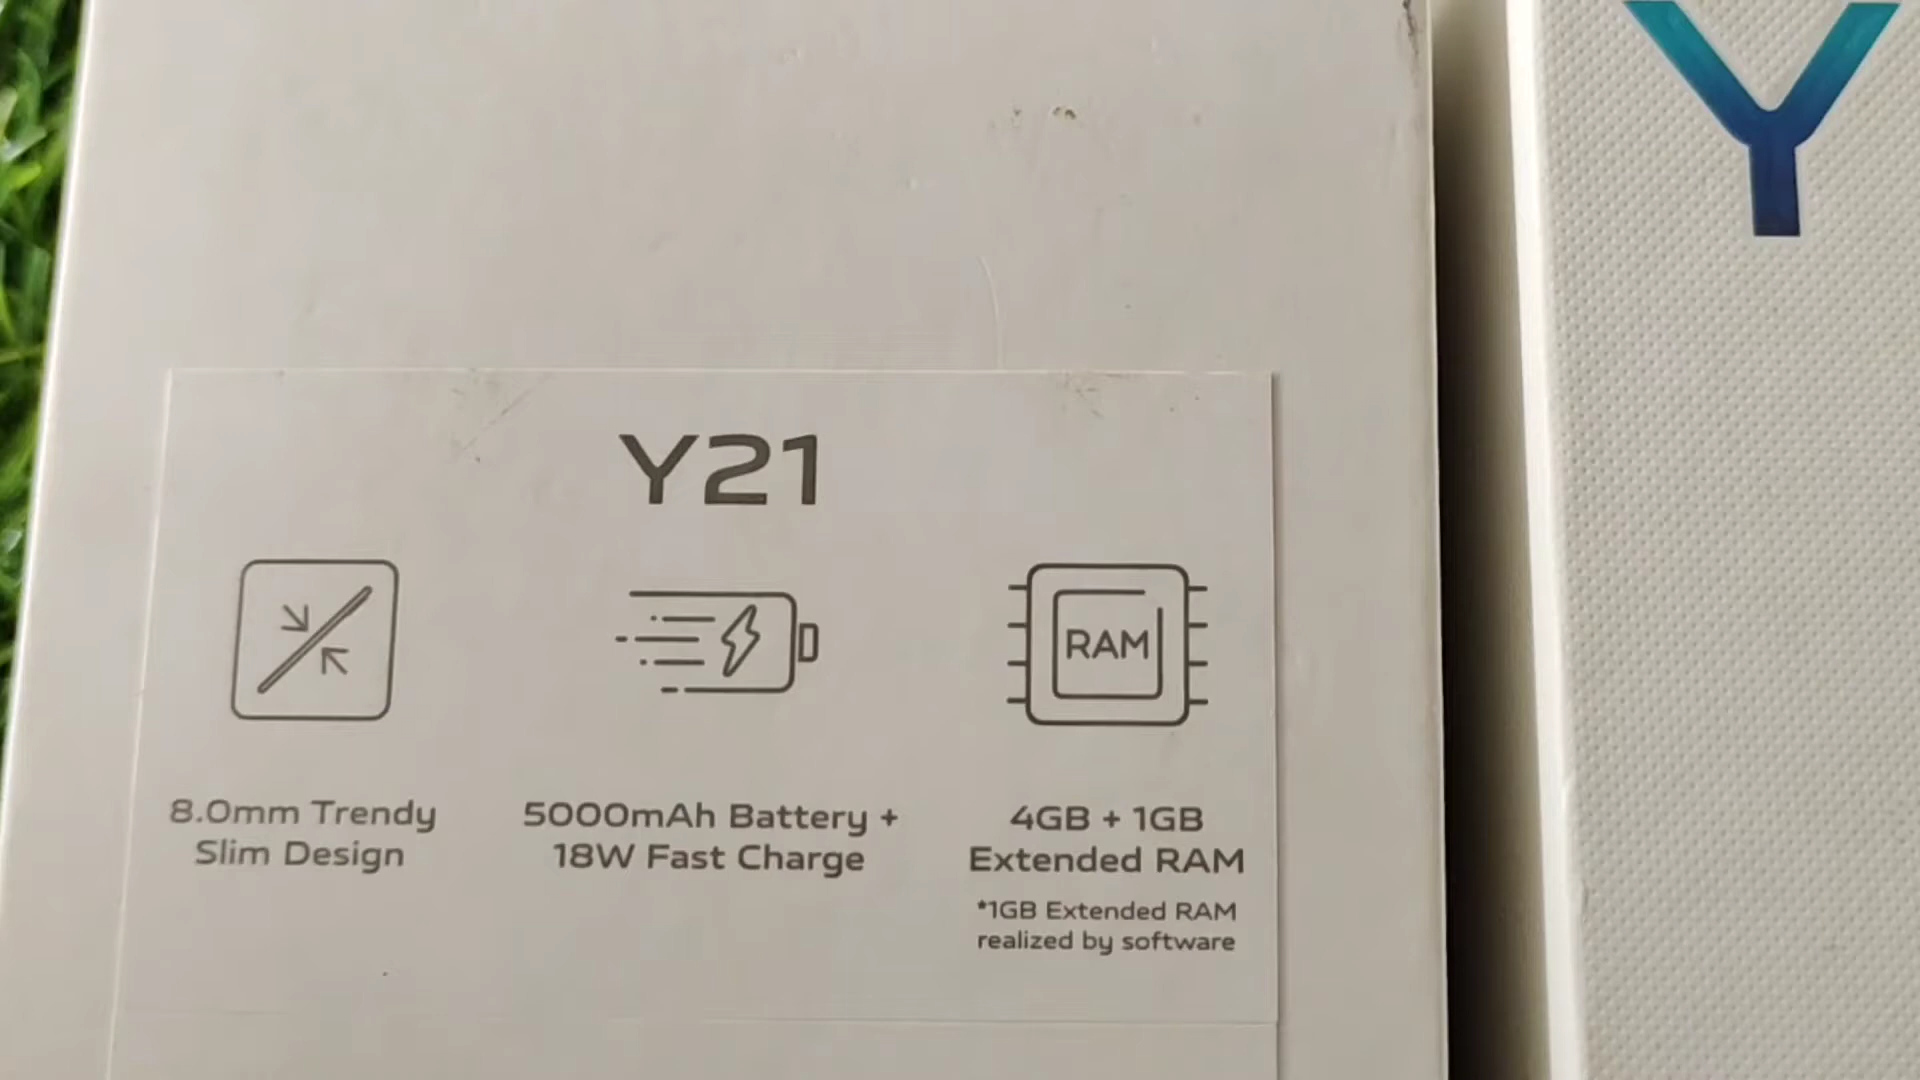 Y
Y21
RAM
8.0mm Trendy
Slim Design
5000mAh Battery +
18W Fast Charge
4GB + 1GB
Extended RAM
*1GB Extended RAM
realized by software